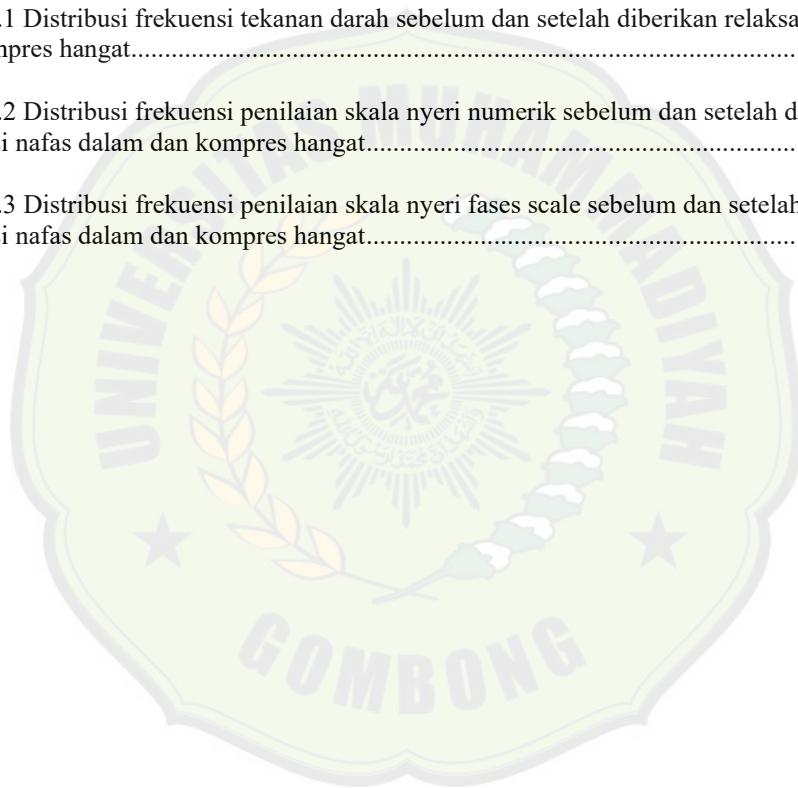 .1 Distribusi frekuensi tekanan darah sebelum dan setelah diberikan relaksa
npres hangat....................................................................................................
.2 Distribusi frekuensi penilaian skala nyeri numerik sebelum dan setelah d
i nafas dalam dan kompres hangat................................................................
.3 Distribusi frekuensi penilaian skala nyeri fases scale sebelum dan setelah
i nafas dalam dan kompres hangat................................................................
UNIVERSITAS MUHAMMADIYAH
GOMBONG